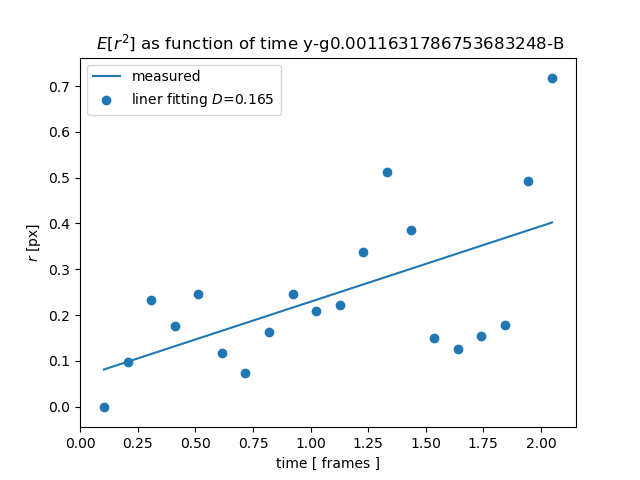 E[r²] as function of time y-g0.0011631786753683248-B
measured
liner fitting D=0.165
0.7
0.6
0.5
0.4
0.3
0.2
0.1
0.0
r [px]
0.00 0.25 0.50 0.75 1.00 1.25 1.50 1.75 2.00
time [ frames ]